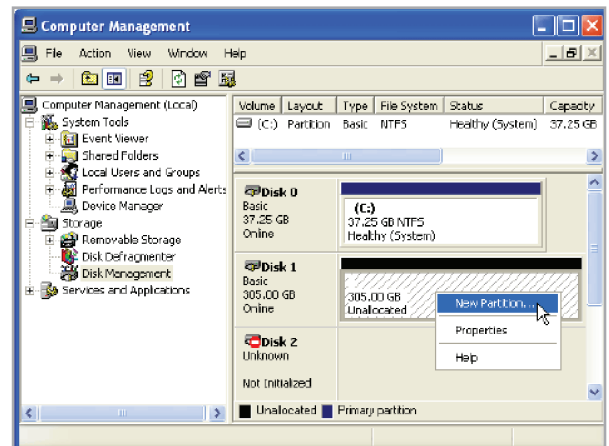 Computer Management
File Action View Window Help
Computer Management (Local)
System Tools
Event Viewer
Shared Folders
Local Users and Groups
Performance Logs and Alerts
Device Manager
Storage
Removable Storage
Disk Defragmenter
Disk Management
Services and Applications
Volume Layout Type File System Status Capacity
(C:) Partition Basic NTFS Healthy (System) 37.25 GB
Disk 0
Basic
37.25 GB
Online
(C:)
37.25 GB NTFS
Healthy (System)
Disk 1
Basic
305.00 GB
Online
305.00 GB
Unallocated
New Partition...
Properties
Help
Disk 2
Unknown
Not Initialized
Unallocated Primary partition